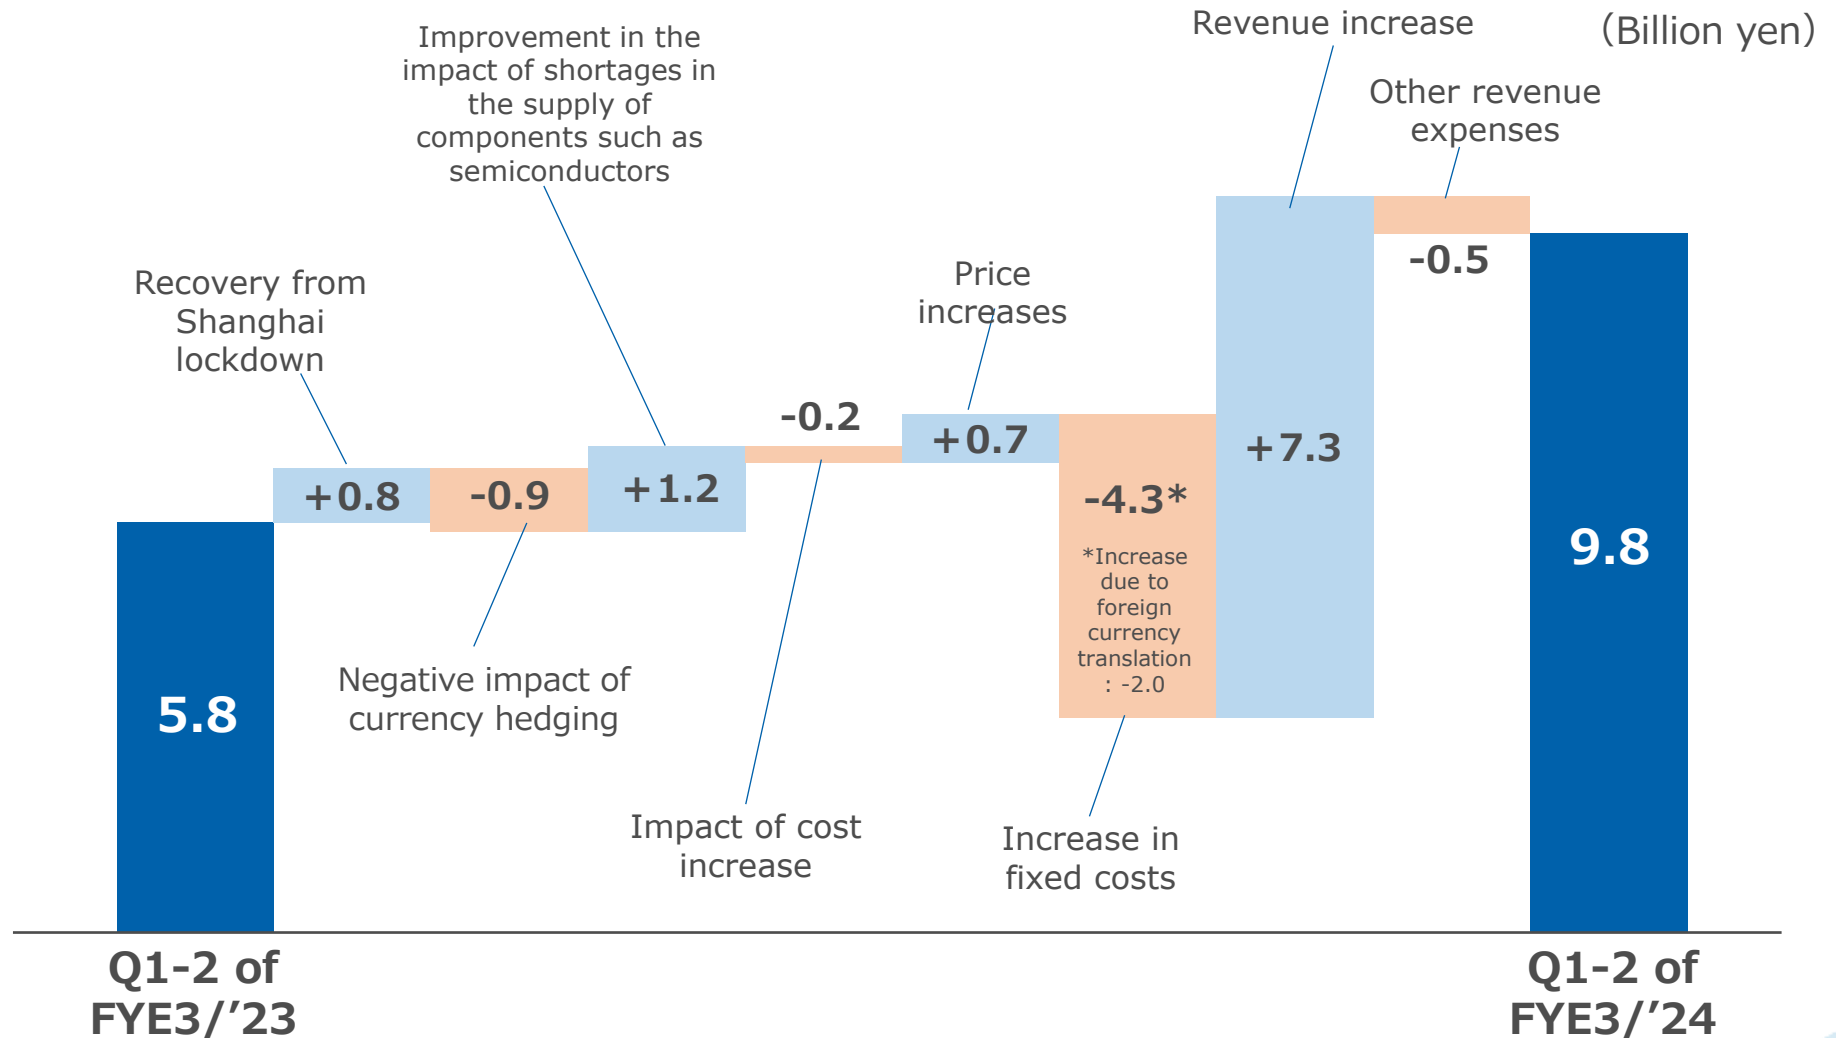 (Billion yen)
Revenue increase
Improvement in the
impact of shortages in
the supply of
components such as
semiconductors
Other revenue
expenses
Recovery from
Shanghai
lockdown
Price
increases
-0.5
-0.2
+0.8
-0.9
+1.2
+0.7
-4.3*
*Increase
due to
foreign
currency
translation
: -2.0
+7.3
9.8
5.8
Negative impact of
currency hedging
Impact of cost
increase
Increase in
fixed costs
Q1-2 of
FYE3/’23
Q1-2 of
FYE3/’24